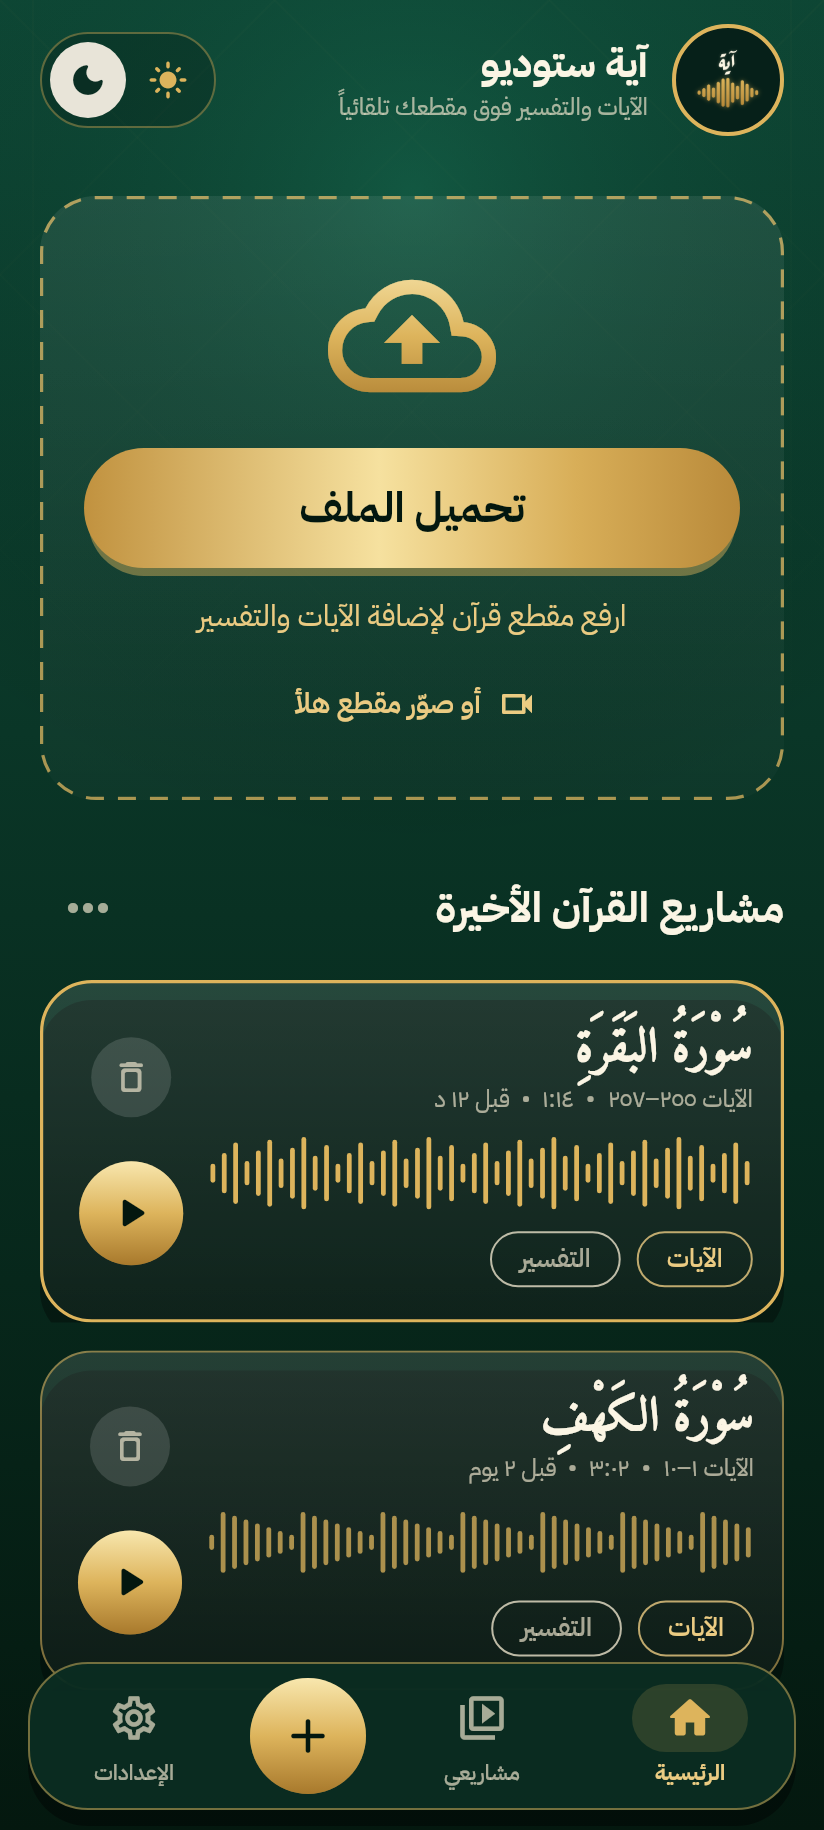 آية
آية ستوديو
الآيات والتفسير فوق مقطعك تلقائياً
تحميل الملف
ارفع مقطع قرآن لإضافة الآيات والتفسير
أو صوّر مقطع هلأ
مشاريع القرآن الأخيرة
سُوْرَةُ البَقَرَةِ
الآيات ٢٥٥–٢٥٧ • ١:١٤ • قبل ١٢ د
الآيات
التفسير
سُوْرَةُ الكَهْفِ
الآيات ١–١٠ • ٣:٠٢ • قبل ٢ يوم
الآيات
التفسير
الرئيسية
مشاريعي
الإعدادات